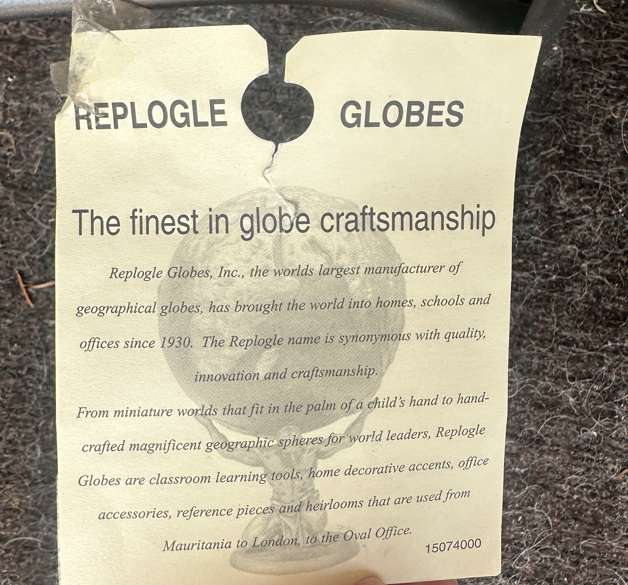 REPLOGLE GLOBES
The finest in globe craftsmanship
Replogle Globes, Inc., the worlds largest manufacturer of
geographical globes, has brought the world into homes, schools and
offices since 1930. The Replogle name is synonymous with quality,
innovation and craftsmanship.
From miniature worlds that fit in the palm of a child's hand to hand-
crafted magnificent geographic spheres for world leaders, Replogle
Globes are classroom learning tools, home decorative accents, office
accessories, reference pieces and heirlooms that are used from
Mauritania to London, to the Oval Office.
15074000